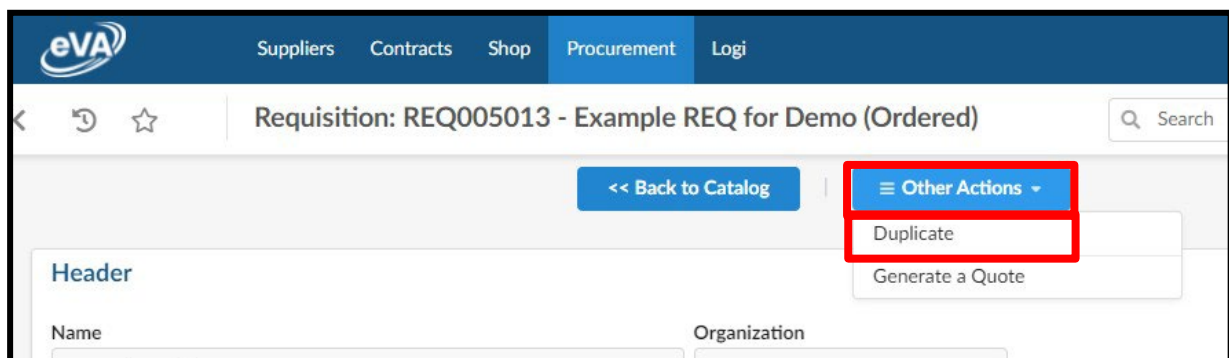 eVA Suppliers Contracts Shop Procurement Logi
Requisition: REQ005013 - Example REQ for Demo (Ordered) Search
<< Back to Catalog Other Actions
Duplicate
Header Generate a Quote
Name Organization